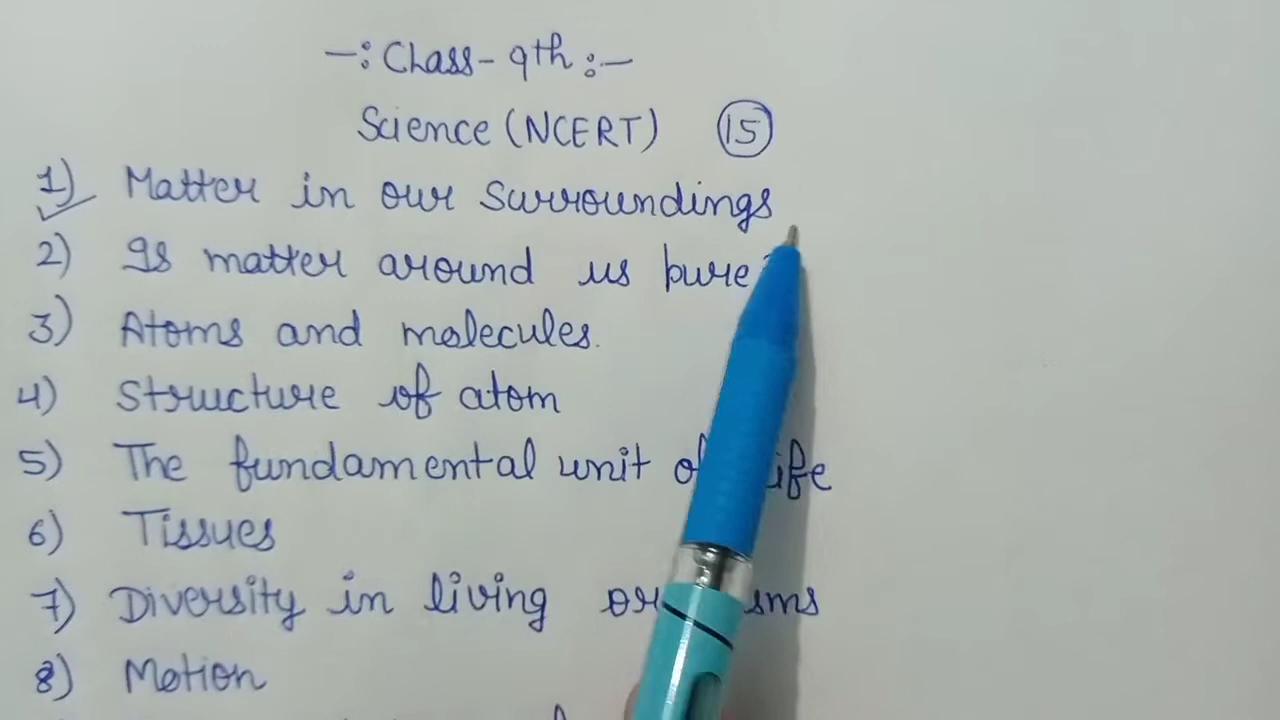 -: Class-9th :-
Science (NCERT) 15
1) Matter in our surroundings
2) Is matter around us pure?
3) Atoms and molecules.
4) Structure of atom
5) The fundamental unit of life
6) Tissues
7) Diversity in living
8) Motion